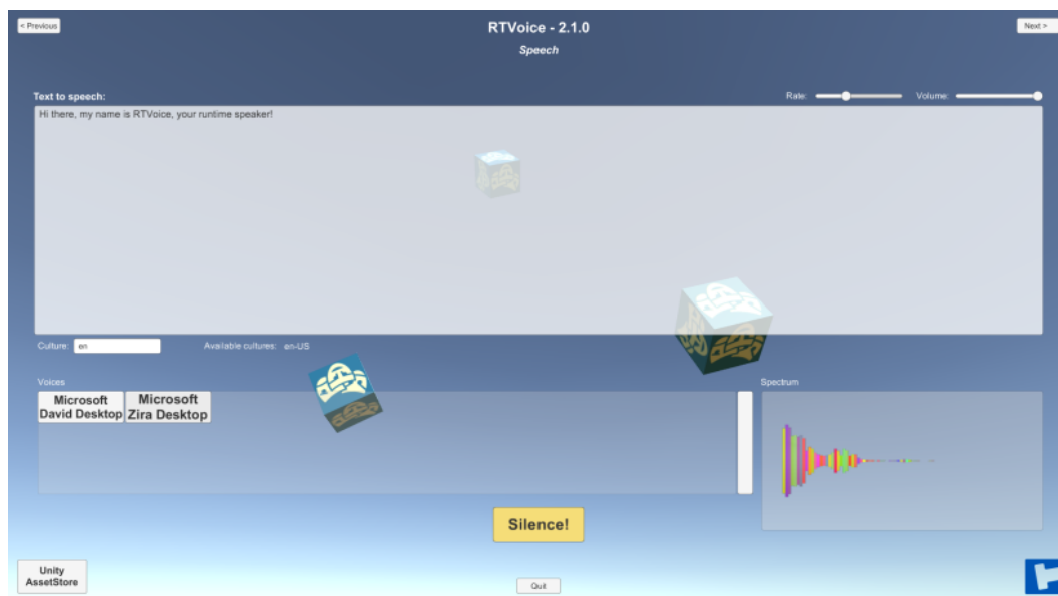 < Previous
RTVoice - 2.1.0
Next >
Speech
Text to speech:
Rate:
Volume:
Hi there, my name is RTVoice, your runtime speaker!
Culture:
en
Available cultures: en-US
Voices
Spectrum
Microsoft
David Desktop
Microsoft
Zira Desktop
Silence!
Unity
AssetStore
Quit